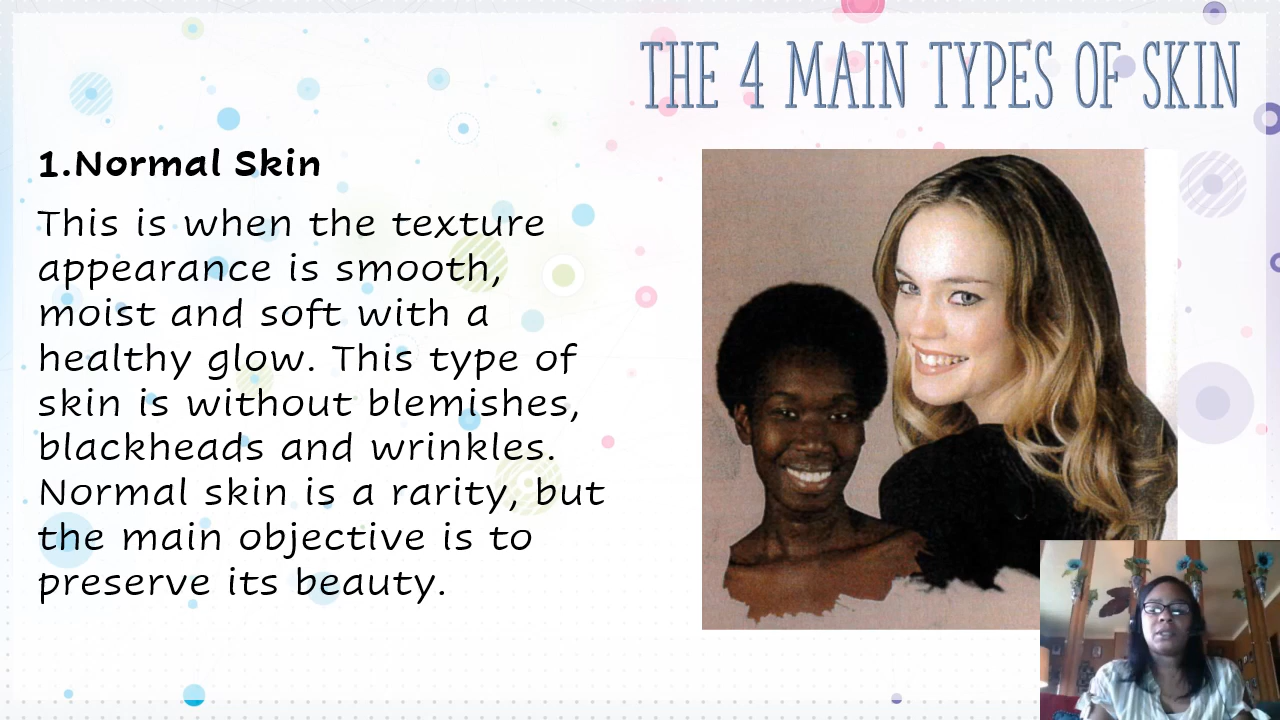 THE 4 MAIN TYPES OF SKIN
1.Normal Skin
This is when the texture
appearance is smooth,
moist and soft with a
healthy glow. This type of
skin is without blemishes,
blackheads and wrinkles.
Normal skin is a rarity, but
the main objective is to
preserve its beauty.